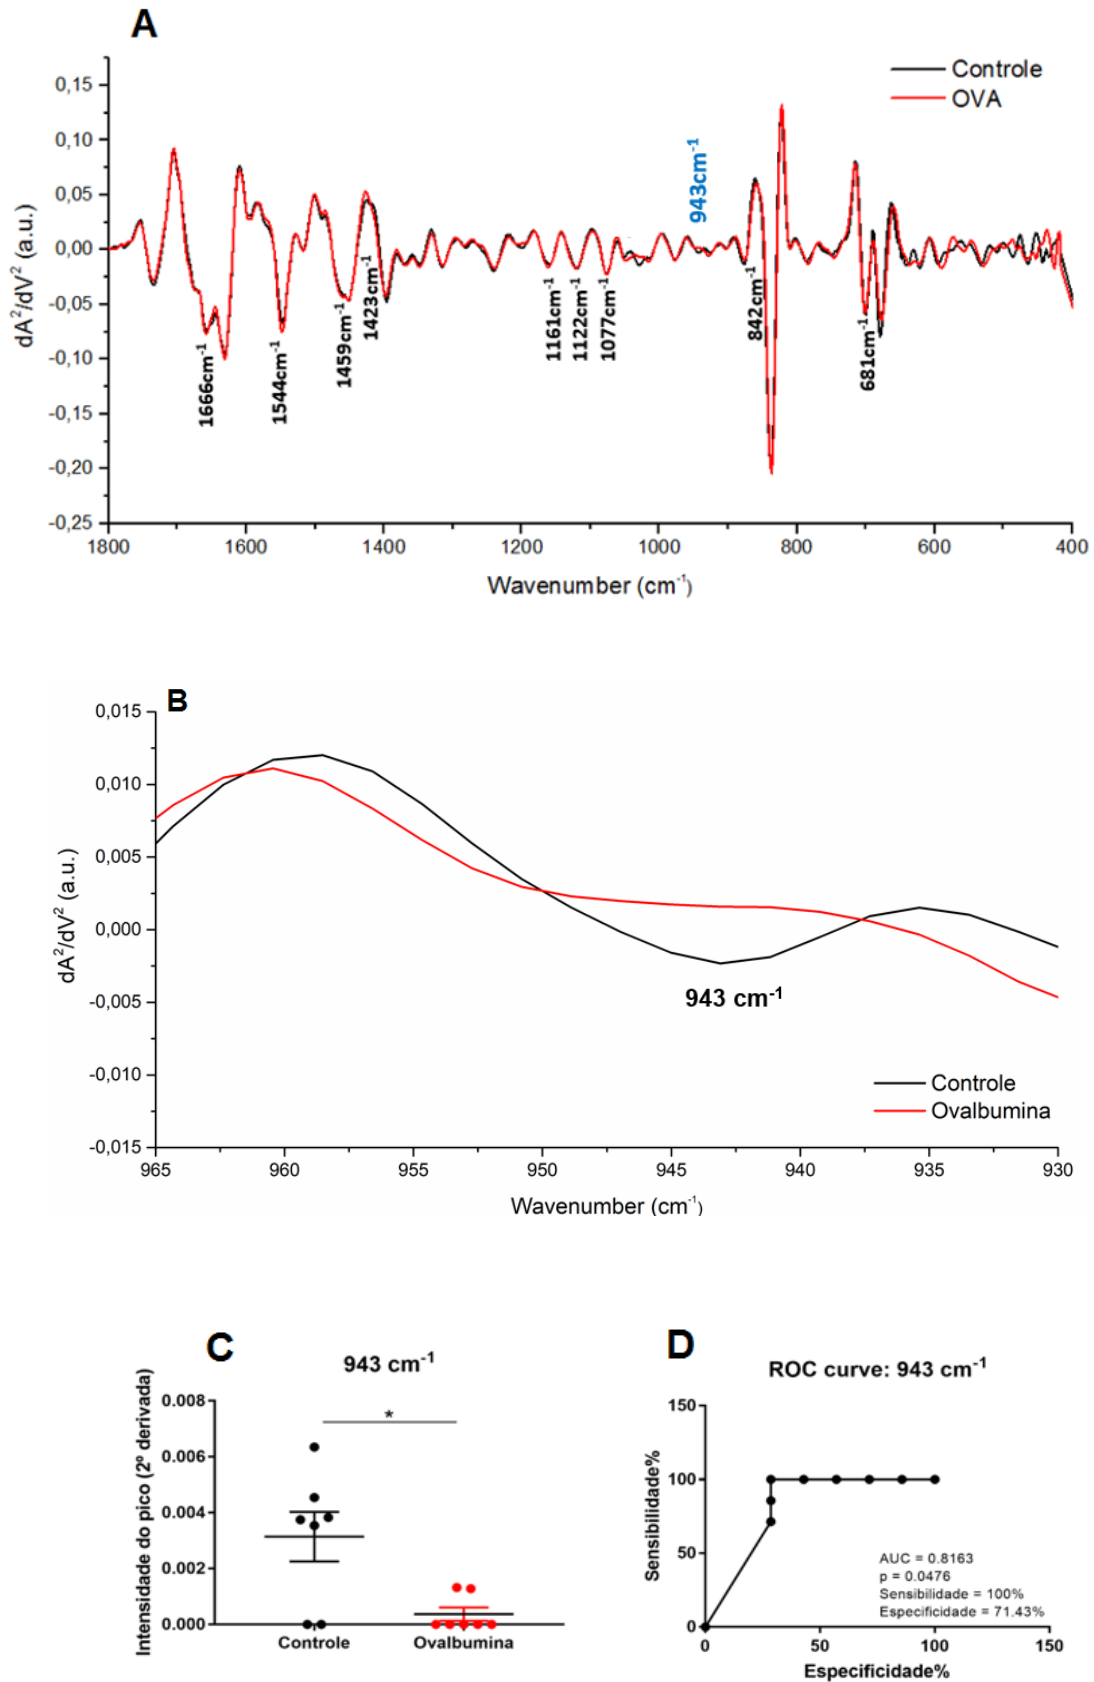 A
Controle
OVA
0,15
0,10
0,05
0,00
-0,05
-0,10
-0,15
-0,20
-0,25
dA²/dV² (a.u.)
943cm⁻¹
1666cm⁻¹
1544cm⁻¹
1459cm⁻¹
1423cm⁻¹
1161cm⁻¹
1122cm⁻¹
1077cm⁻¹
842cm⁻¹
681cm⁻¹
1800 1600 1400 1200 1000 800 600 400
Wavenumber (cm⁻¹)
B
0,015
0,010
0,005
0,000
-0,005
-0,010
-0,015
dA²/dV² (a.u.)
943 cm⁻¹
Controle
Ovalbumina
965 960 955 950 945 940 935 930
Wavenumber (cm⁻¹)
C
943 cm⁻¹
Intensidade do pico (2º derivada)
0.008
0.006
0.004
0.002
0.000
*
Controle Ovalbumina
D
ROC curve: 943 cm⁻¹
Sensibilidade%
150
100
50
0
AUC = 0.8163
p = 0.0476
Sensibilidade = 100%
Especificidade = 71.43%
0 50 100 150
Especificidade%